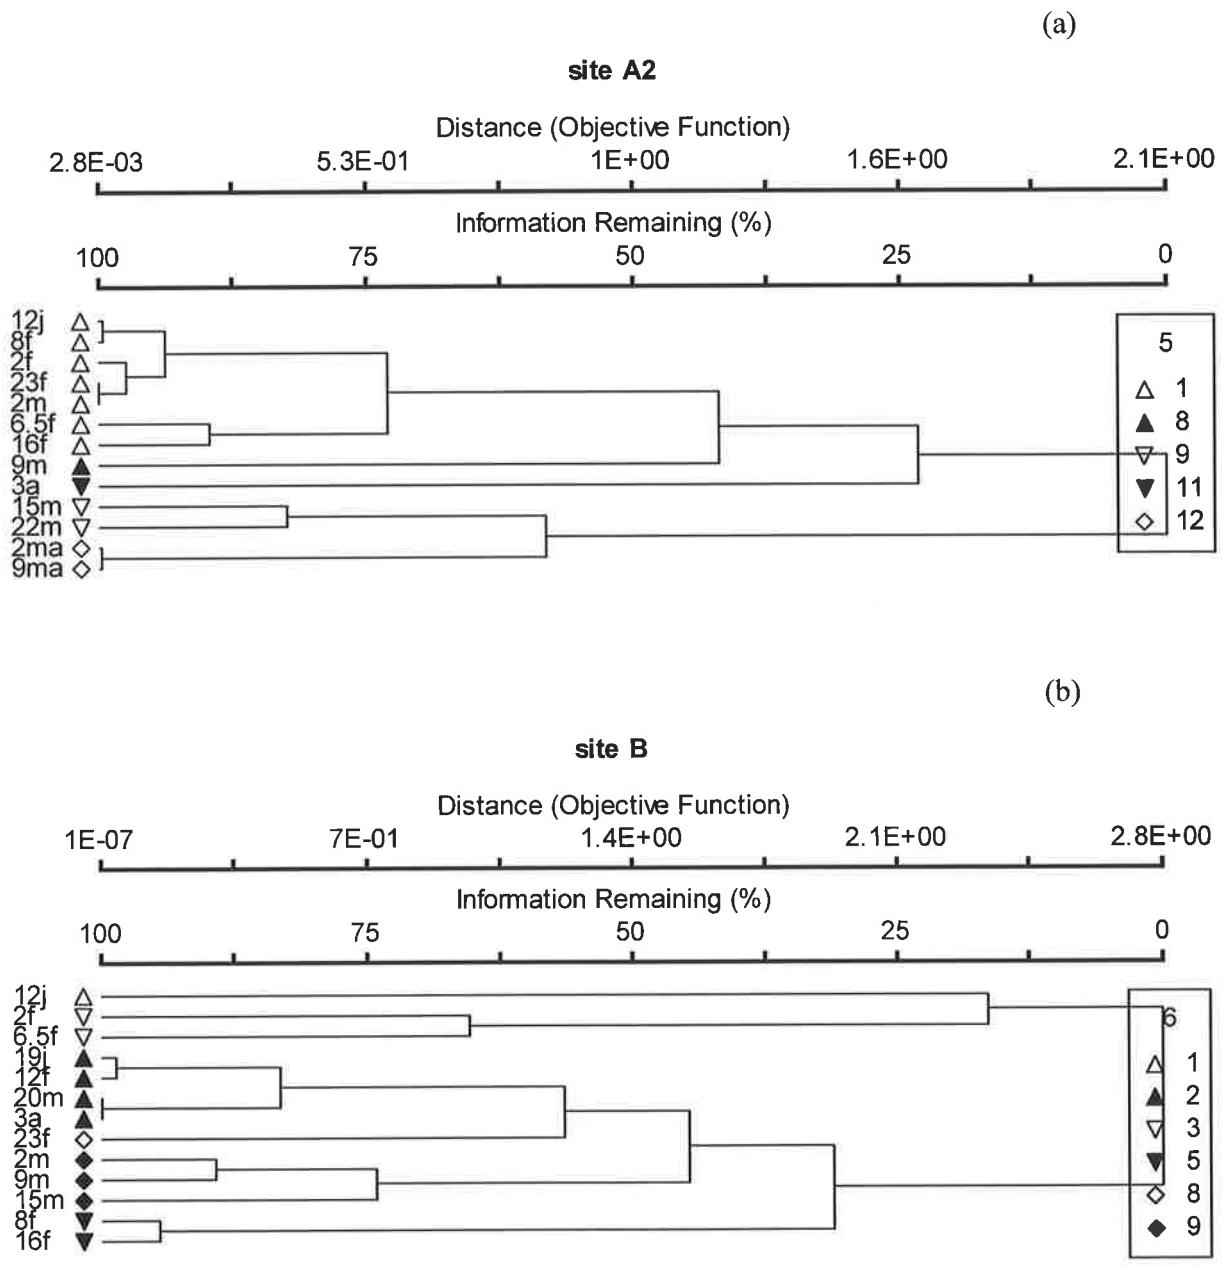 (a)
site A2
Distance (Objective Function)
2.8E-03 5.3E-01 1E+00 1.6E+00 2.1E+00
Information Remaining (%)
100 75 50 25 0
12j
8f
2f
23f
2m
6.5f
16f
9m
3a
15m
22m
2ma
9ma
5
1
8
9
11
12
(b)
site B
Distance (Objective Function)
1E-07 7E-01 1.4E+00 2.1E+00 2.8E+00
Information Remaining (%)
100 75 50 25 0
12j
2f
6.5f
19j
12f
20m
3a
23f
2m
9m
15m
8f
16f
6
1
2
3
5
8
9